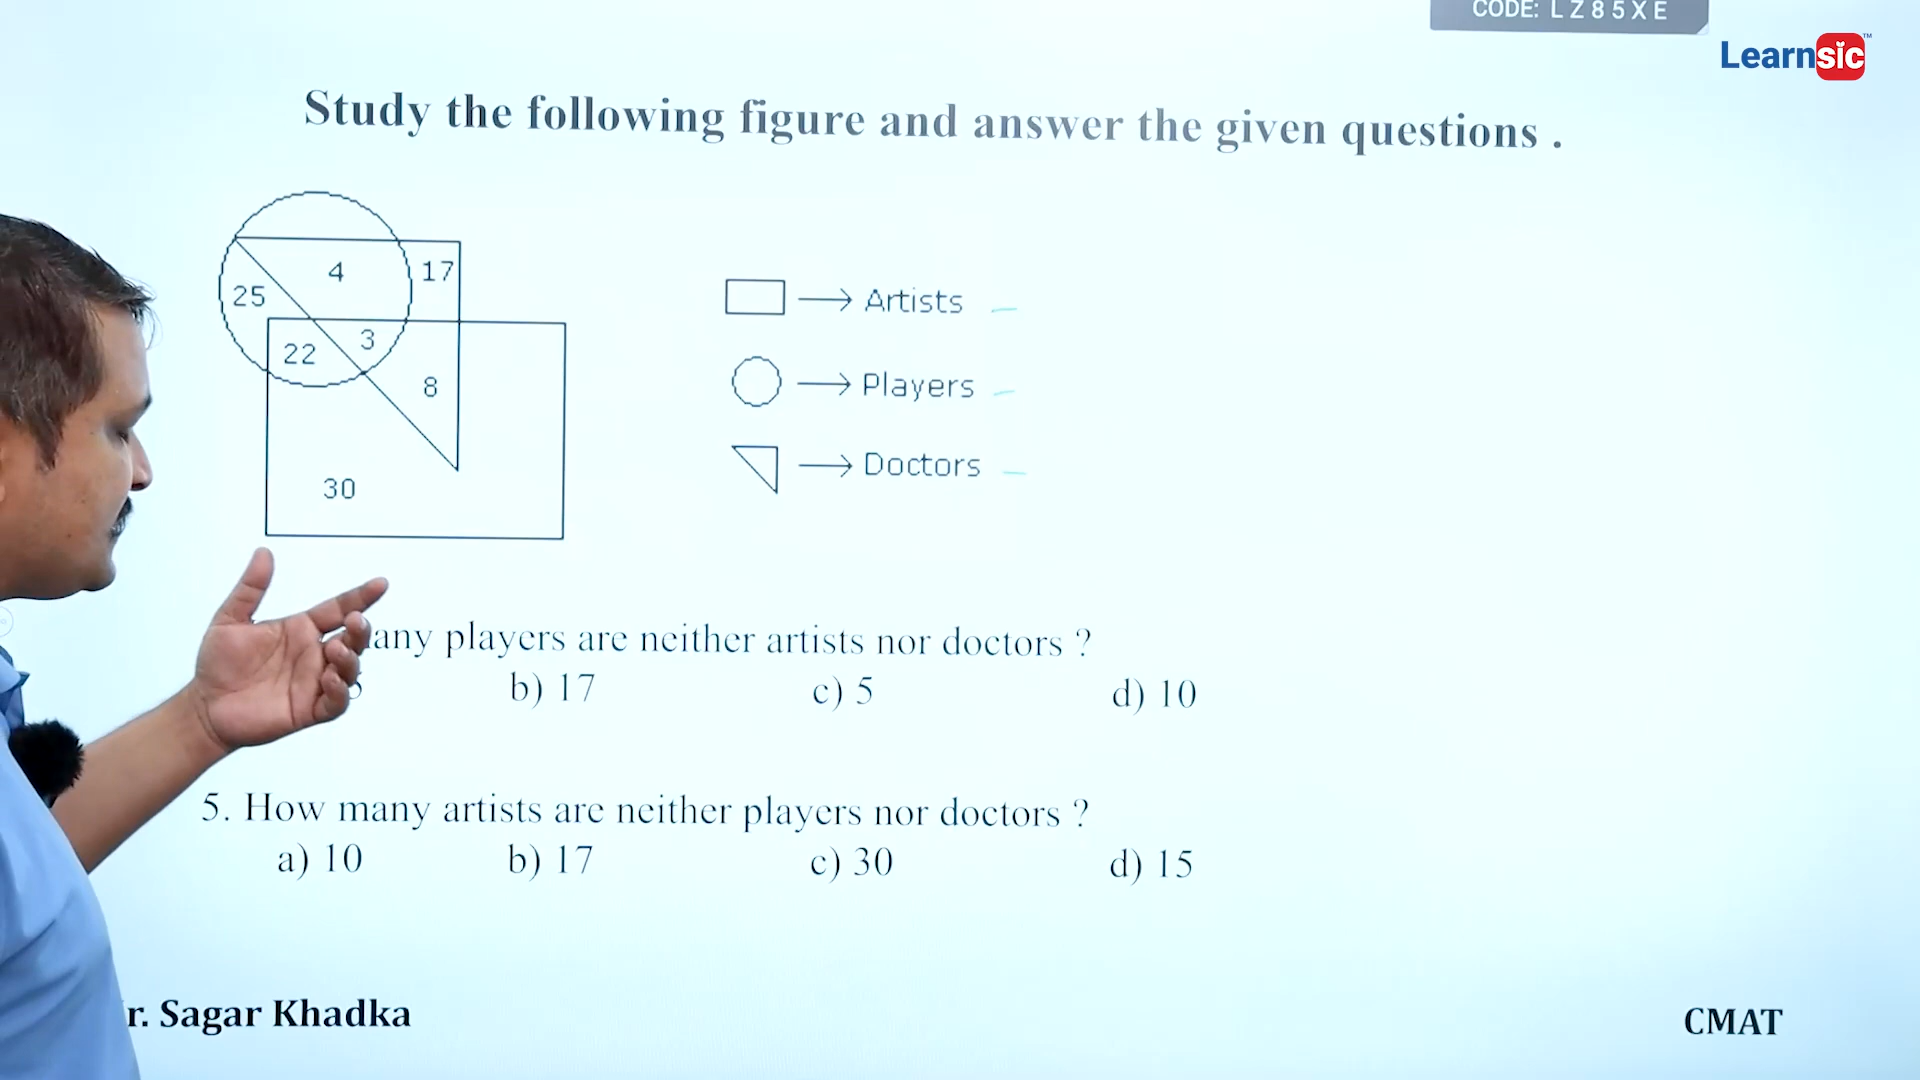 CODE: LZ85XE
Learnsic™
Study the following figure and answer the given questions .
4
17
25
3
22
8
30
Artists
Players
Doctors
players are neither artists nor doctors ?
b) 17
c) 5
d) 10
5. How many artists are neither players nor doctors ?
a) 10
b) 17
c) 30
d) 15
r. Sagar Khadka
CMAT